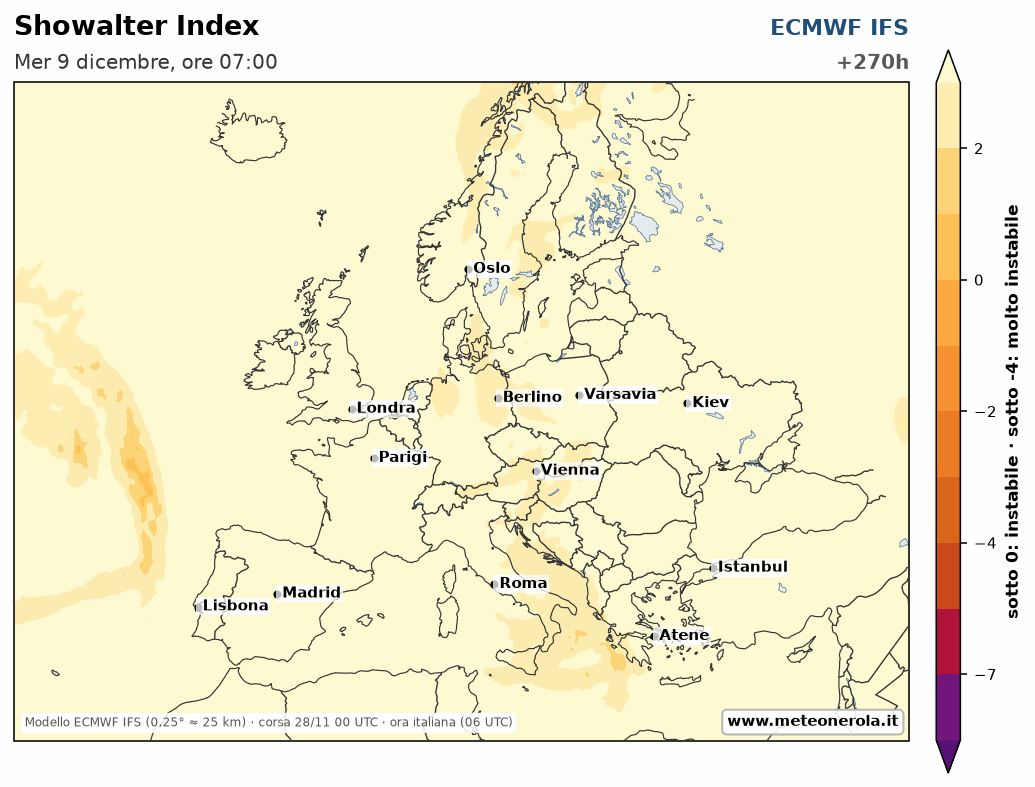 Showalter Index
ECMWF IFS
Mer 9 dicembre, ore 07:00
+270h
Oslo
Londra
Berlino
Varsavia
Kiev
Parigi
Vienna
Roma
Istanbul
Madrid
Lisbona
Atene
Modello ECMWF IFS (0,25° ≈ 25 km) · corsa 28/11 00 UTC · ora italiana (06 UTC)
www.meteonerola.it
2
0
−2
−4
−7
sotto 0: instabile · sotto -4: molto instabile